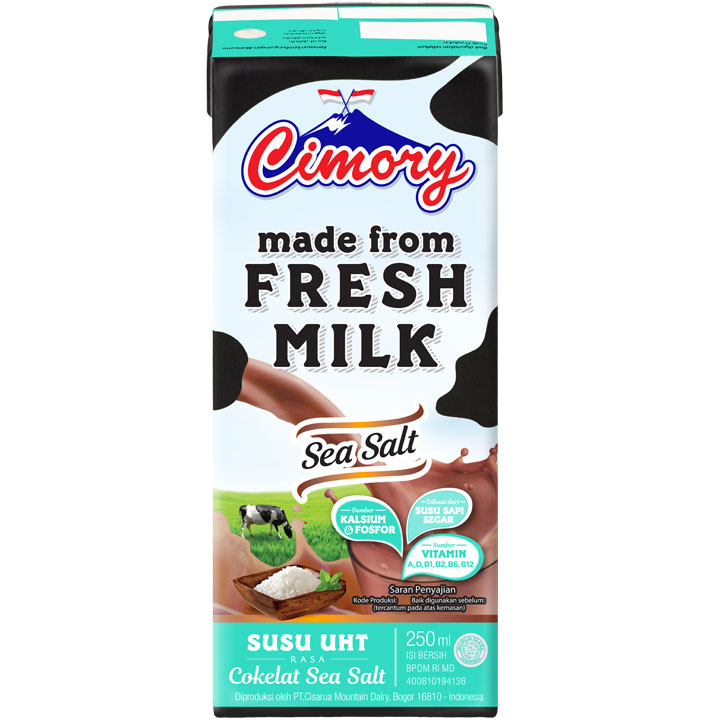 Cimory
made from
FRESH
MILK
Sea Salt
Sumber
KALSIUM
& FOSFOR
Dibuat dari
SUSU SAPI
SEGAR
Sumber
VITAMIN
A,D,B1,B2,B6,B12
Saran Penyajian
Kode Produksi: Baik digunakan sebelum:
(tercantum pada atas kemasan)
SUSU UHT
RASA
Cokelat Sea Salt
250 ml
ISI BERSIH
BPOM RI MD
400810194136
Diproduksi oleh PT.Cisarua Mountain Dairy, Bogor 16810 - Indonesia